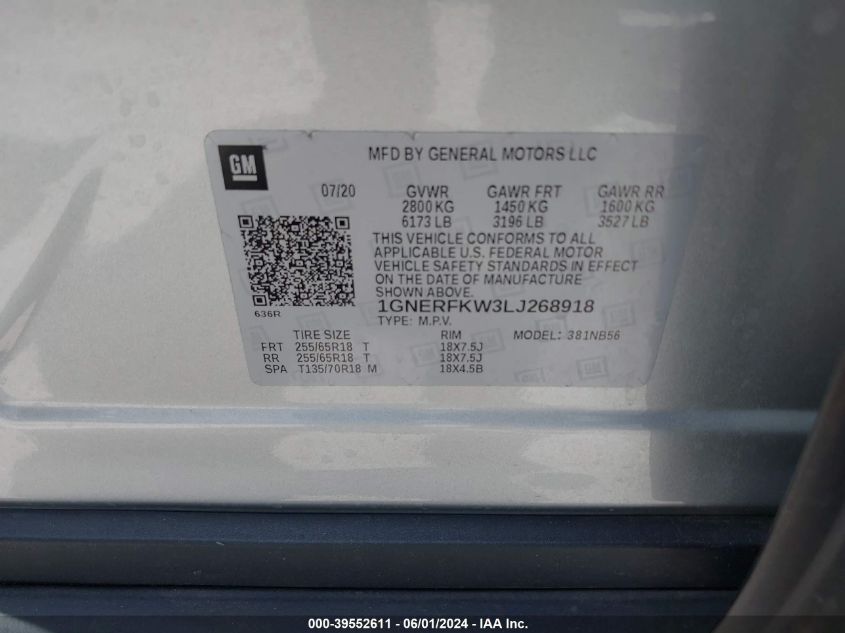 GM
MFD BY GENERAL MOTORS LLC
07/20 GVWR GAWR FRT GAWR RR
2800 KG 1450 KG 1600 KG
6173 LB 3196 LB 3527 LB
THIS VEHICLE CONFORMS TO ALL
APPLICABLE U.S. FEDERAL MOTOR
VEHICLE SAFETY STANDARDS IN EFFECT
ON THE DATE OF MANUFACTURE
SHOWN ABOVE.
636R
1GNERFKW3LJ268918
TYPE: M.P.V.
TIRE SIZE RIM MODEL: 381NB56
FRT 255/65R18 T 18X7.5J
RR 255/65R18 T 18X7.5J
SPA T135/70R18 M 18X4.5B
000-39552611 - 06/01/2024 - IAA Inc.